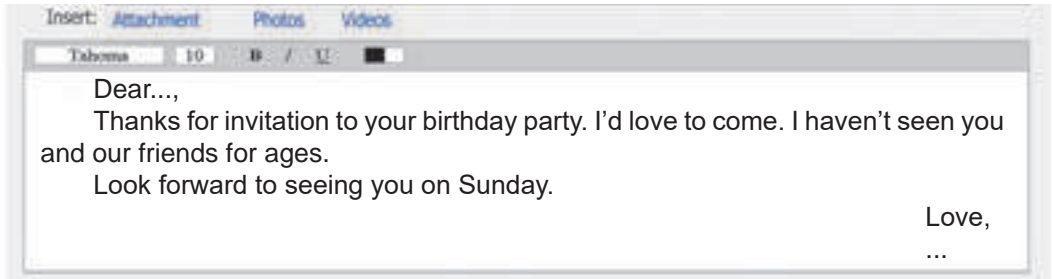 Insert: Attachment Photos Videos
Tahoma 10 B I U
Dear...,
Thanks for invitation to your birthday party. I'd love to come. I haven't seen you
and our friends for ages.
Look forward to seeing you on Sunday.
Love,
...